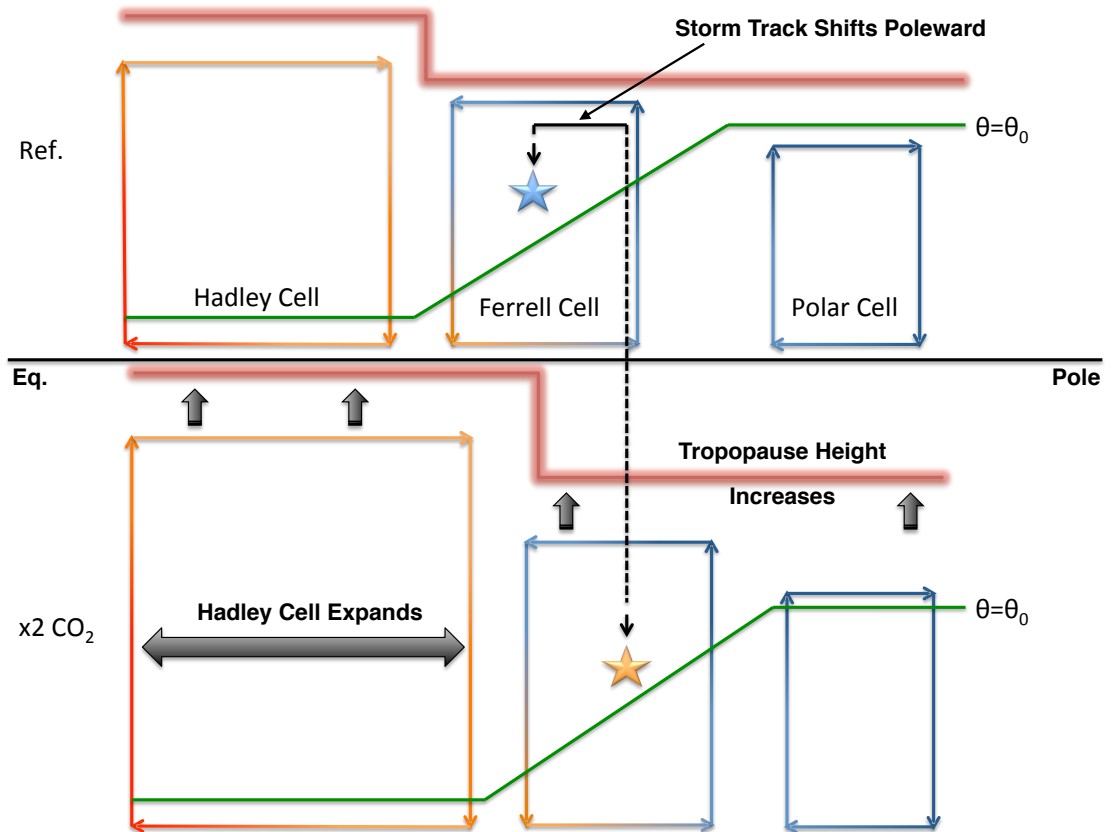 Storm Track Shifts Poleward
θ=θ₀
Ref.
Hadley Cell
Ferrell Cell
Polar Cell
Eq.
Pole
Tropopause Height
Increases
Hadley Cell Expands
x2 CO₂
θ=θ₀